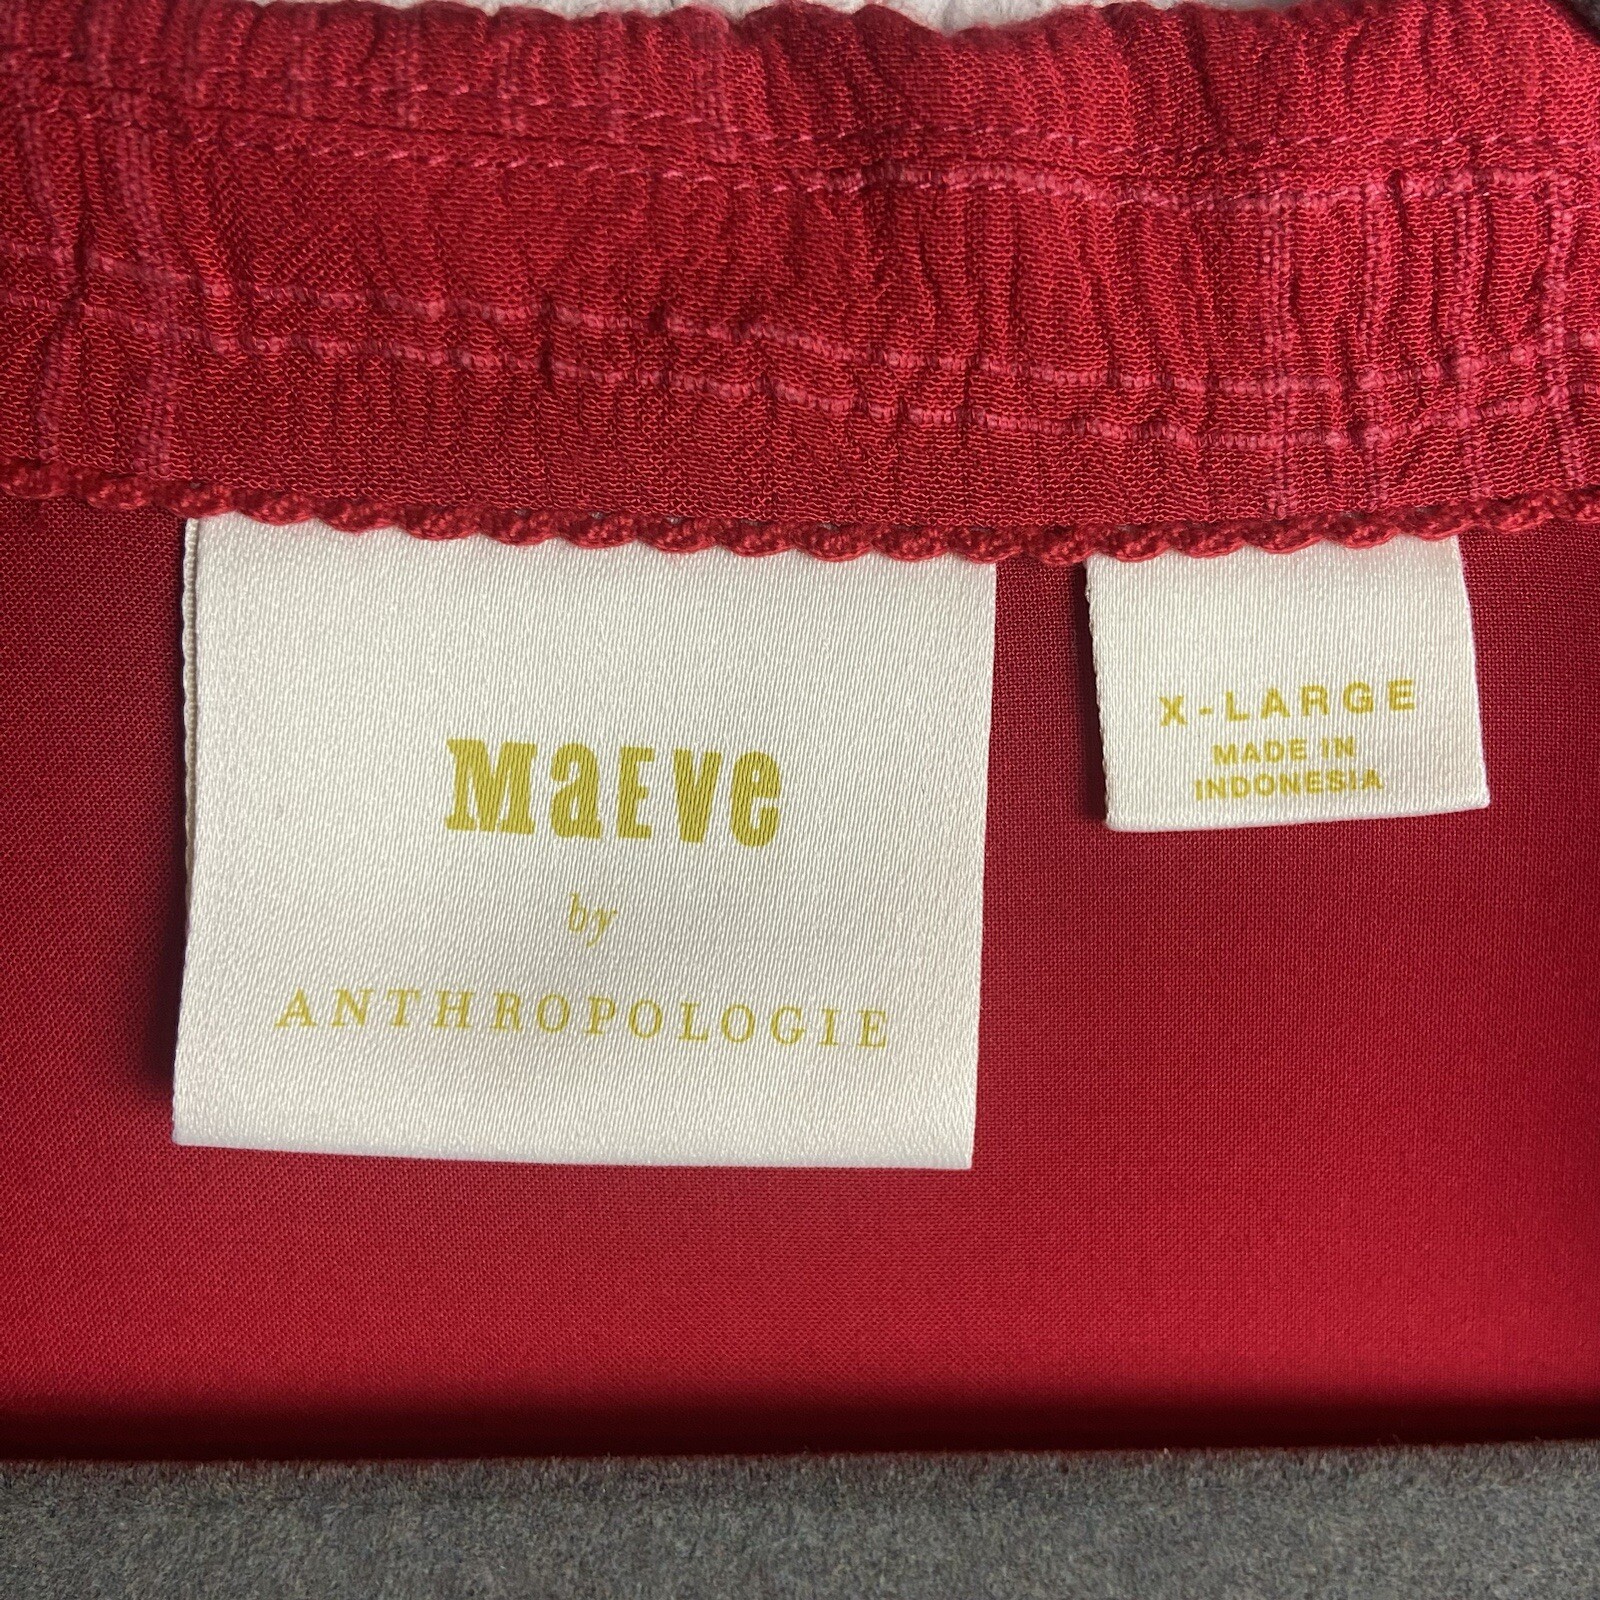 MaEve
by
ANTHROPOLOGIE
X-LARGE
MADE IN
INDONESIA